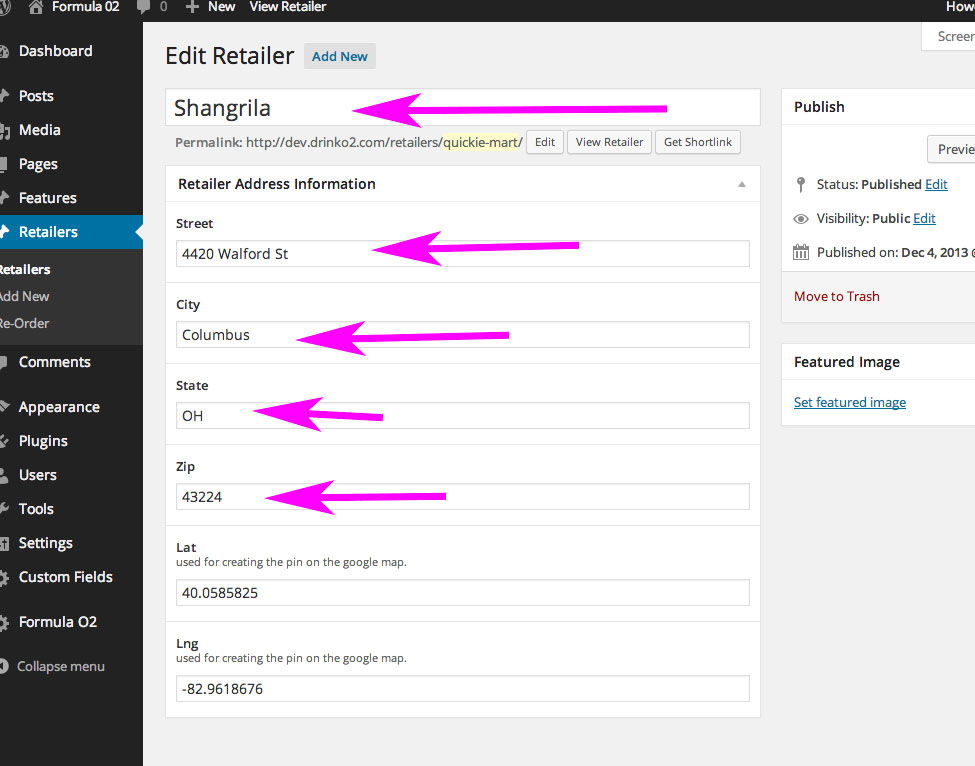 Formula 02 0 New View Retailer How
Screen
Dashboard
Posts
Media
Pages
Features
Retailers
Retailers
Add New
Re-Order
Comments
Appearance
Plugins
Users
Tools
Settings
Custom Fields
Formula O2
Collapse menu
Edit Retailer Add New
Shangrila
Permalink: http://dev.drinko2.com/retailers/quickie-mart/ Edit View Retailer Get Shortlink
Retailer Address Information
Street
4420 Walford St
City
Columbus
State
OH
Zip
43224
Lat
used for creating the pin on the google map.
40.0585825
Lng
used for creating the pin on the google map.
-82.9618676
Publish
Previe
Status: Published Edit
Visibility: Public Edit
Published on: Dec 4, 2013 @
Move to Trash
Featured Image
Set featured image